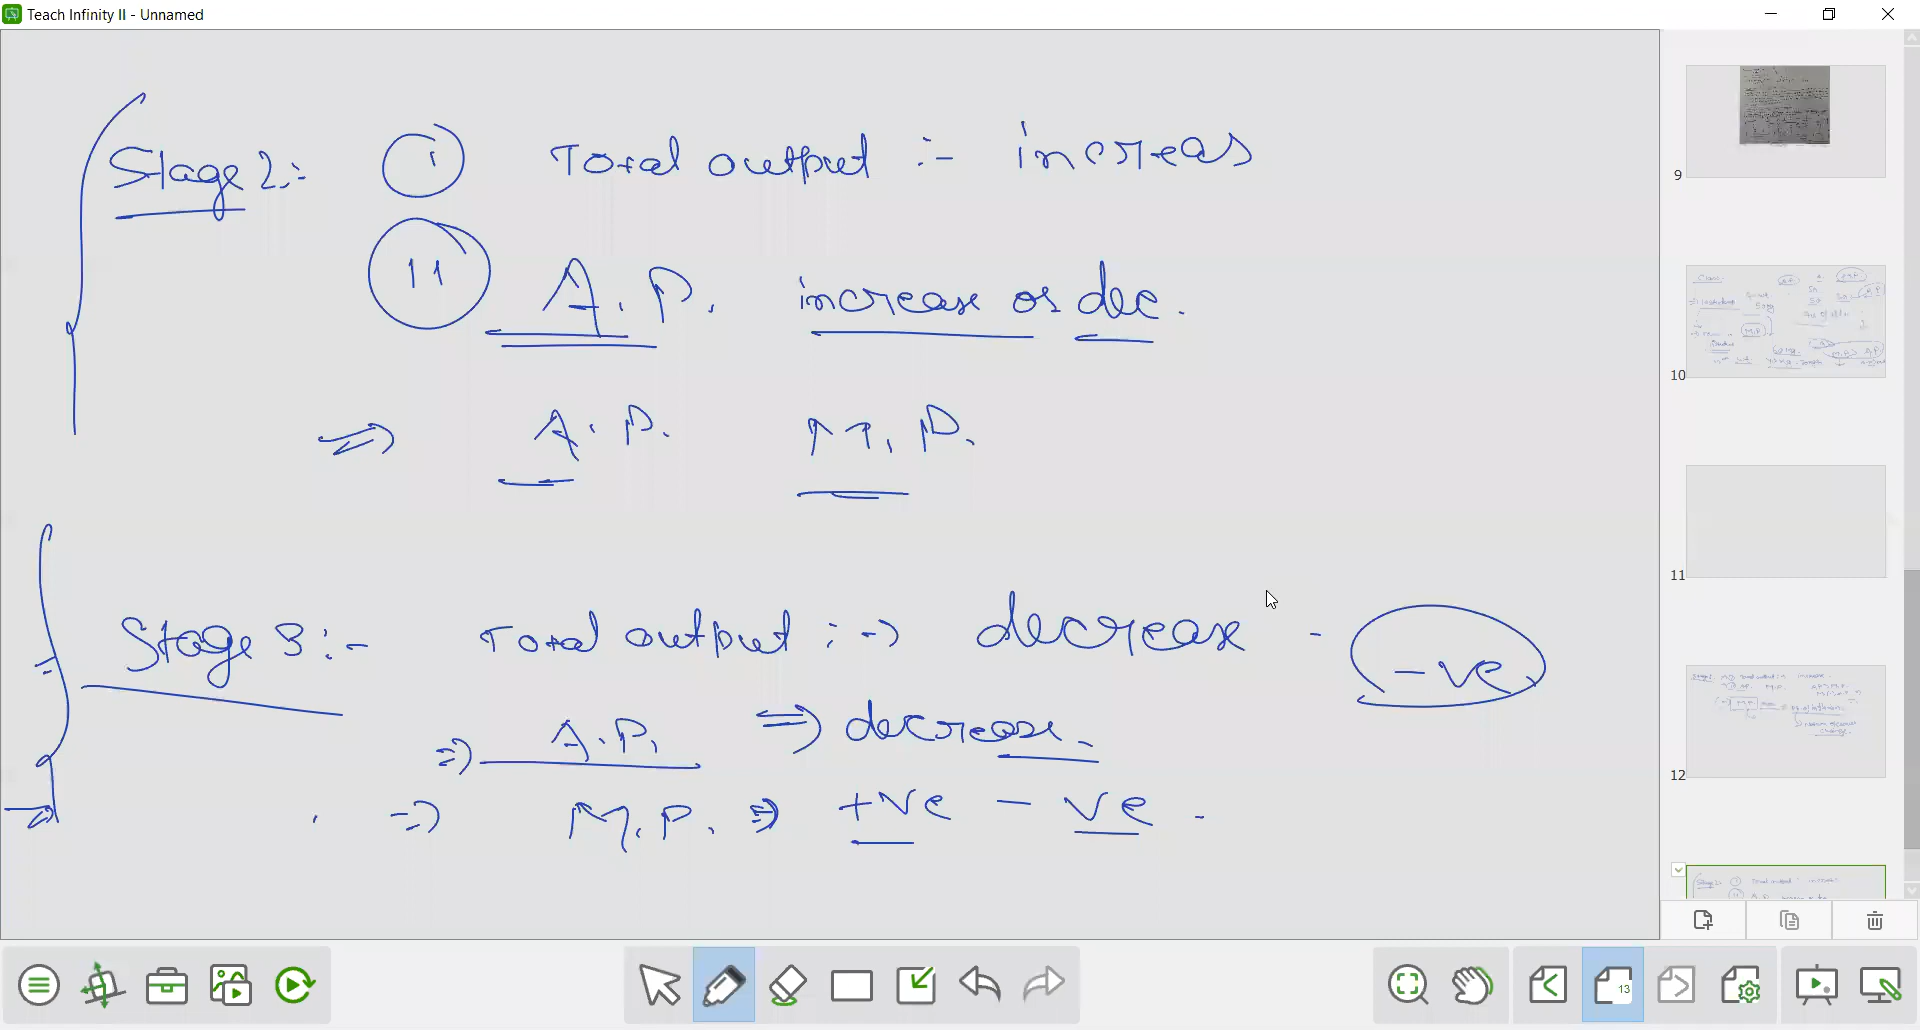 Teach Infinity II - Unnamed
Stage 2:- i Total output :- increas
11 A.P. increase or dec.
⇒ A.P. M.P.
Stage 3:- Total output :→ decrease - -ve
⇒ A.P. ⇒ decrease.
⇒ M.P. ⇒ +ve - ve.
9
10
11
12
13